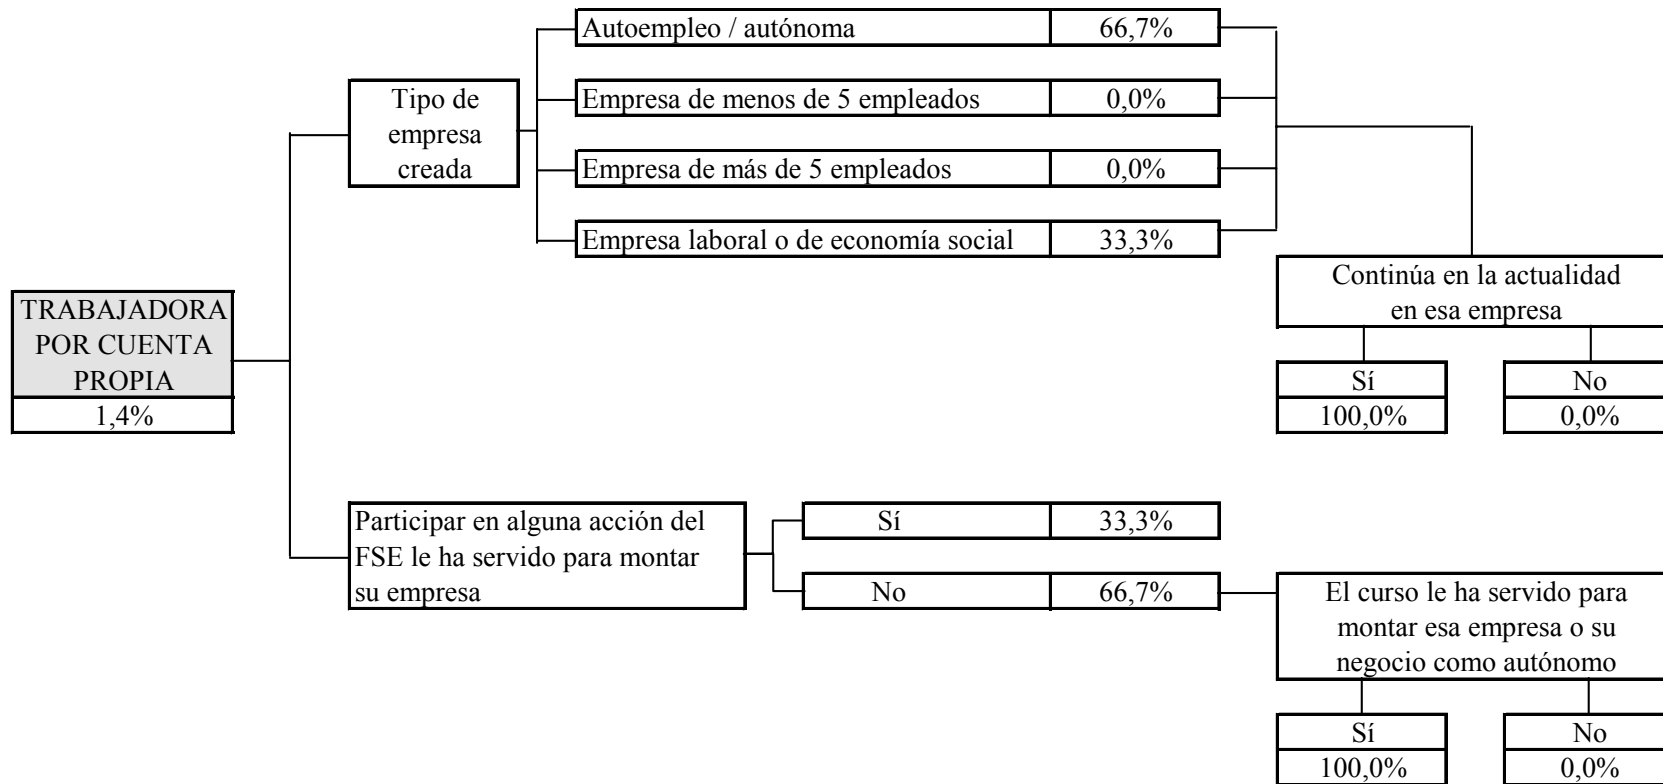 Autoempleo / autónoma 66,7%
Tipo de
empresa
creada
Empresa de menos de 5 empleados 0,0%
Empresa de más de 5 empleados 0,0%
Empresa laboral o de economía social 33,3%
Continúa en la actualidad
en esa empresa
Sí No
100,0% 0,0%
TRABAJADORA
POR CUENTA
PROPIA
1,4%
Participar en alguna acción del
FSE le ha servido para montar
su empresa
Sí 33,3%
No 66,7%
El curso le ha servido para
montar esa empresa o su
negocio como autónomo
Sí No
100,0% 0,0%